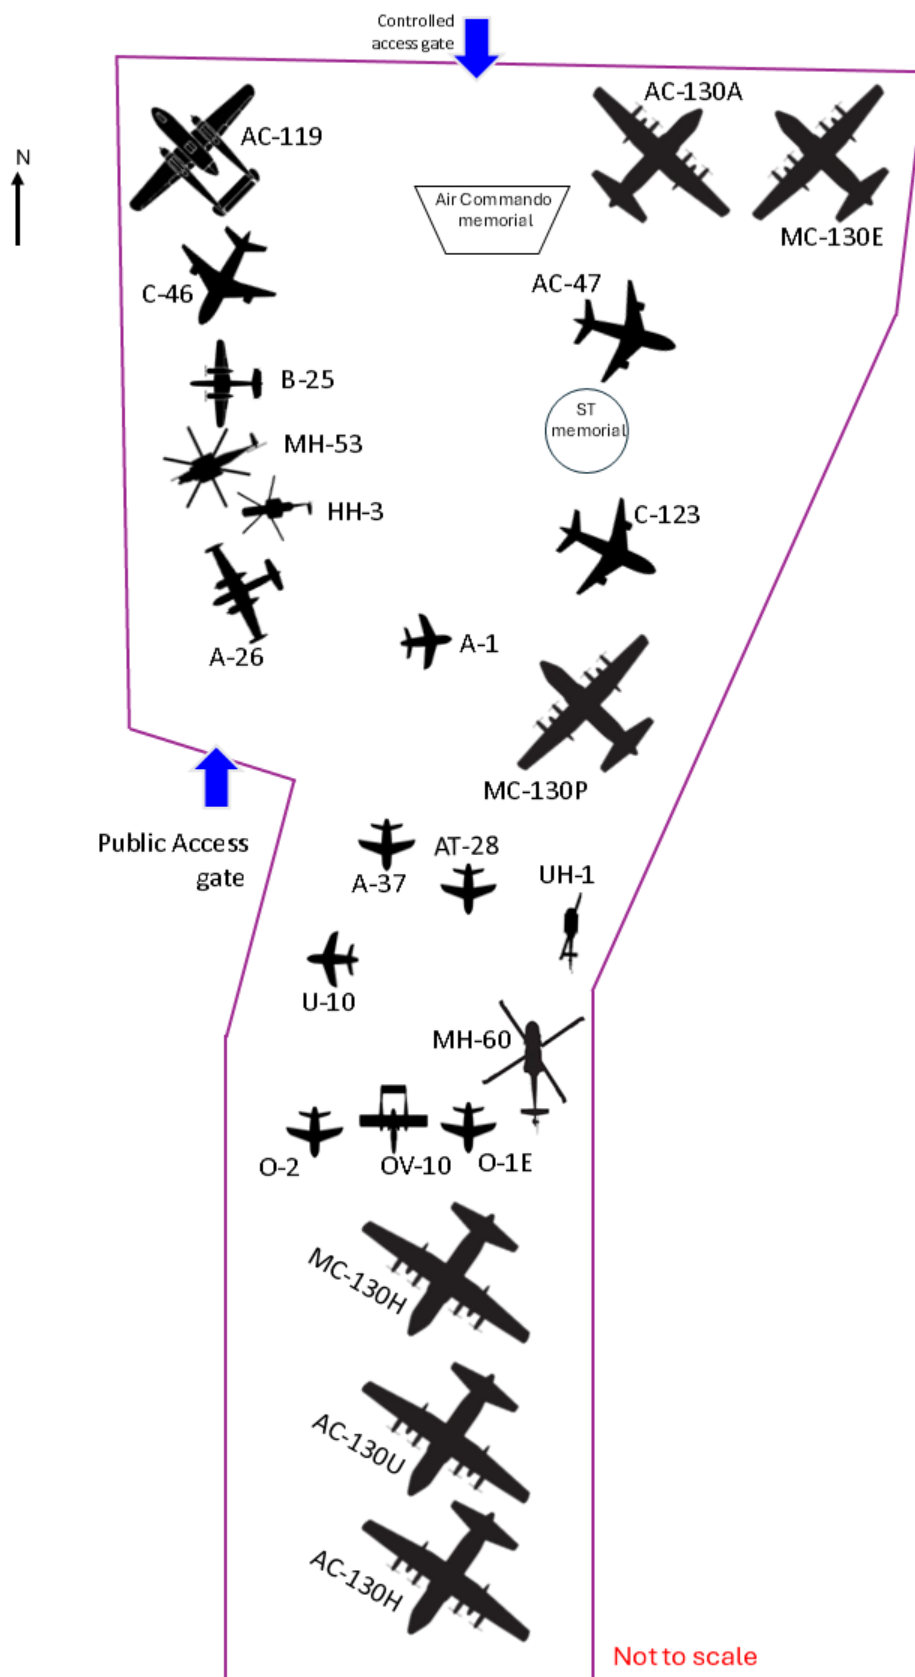 Controlled
access gate
N
AC-119
AC-130A
MC-130E
Air Commando
memorial
C-46
AC-47
B-25
ST
memorial
MH-53
HH-3
C-123
A-26
A-1
MC-130P
Public Access
gate
A-37
AT-28
UH-1
U-10
MH-60
O-2
OV-10
O-1E
MC-130H
AC-130U
AC-130H
Not to scale